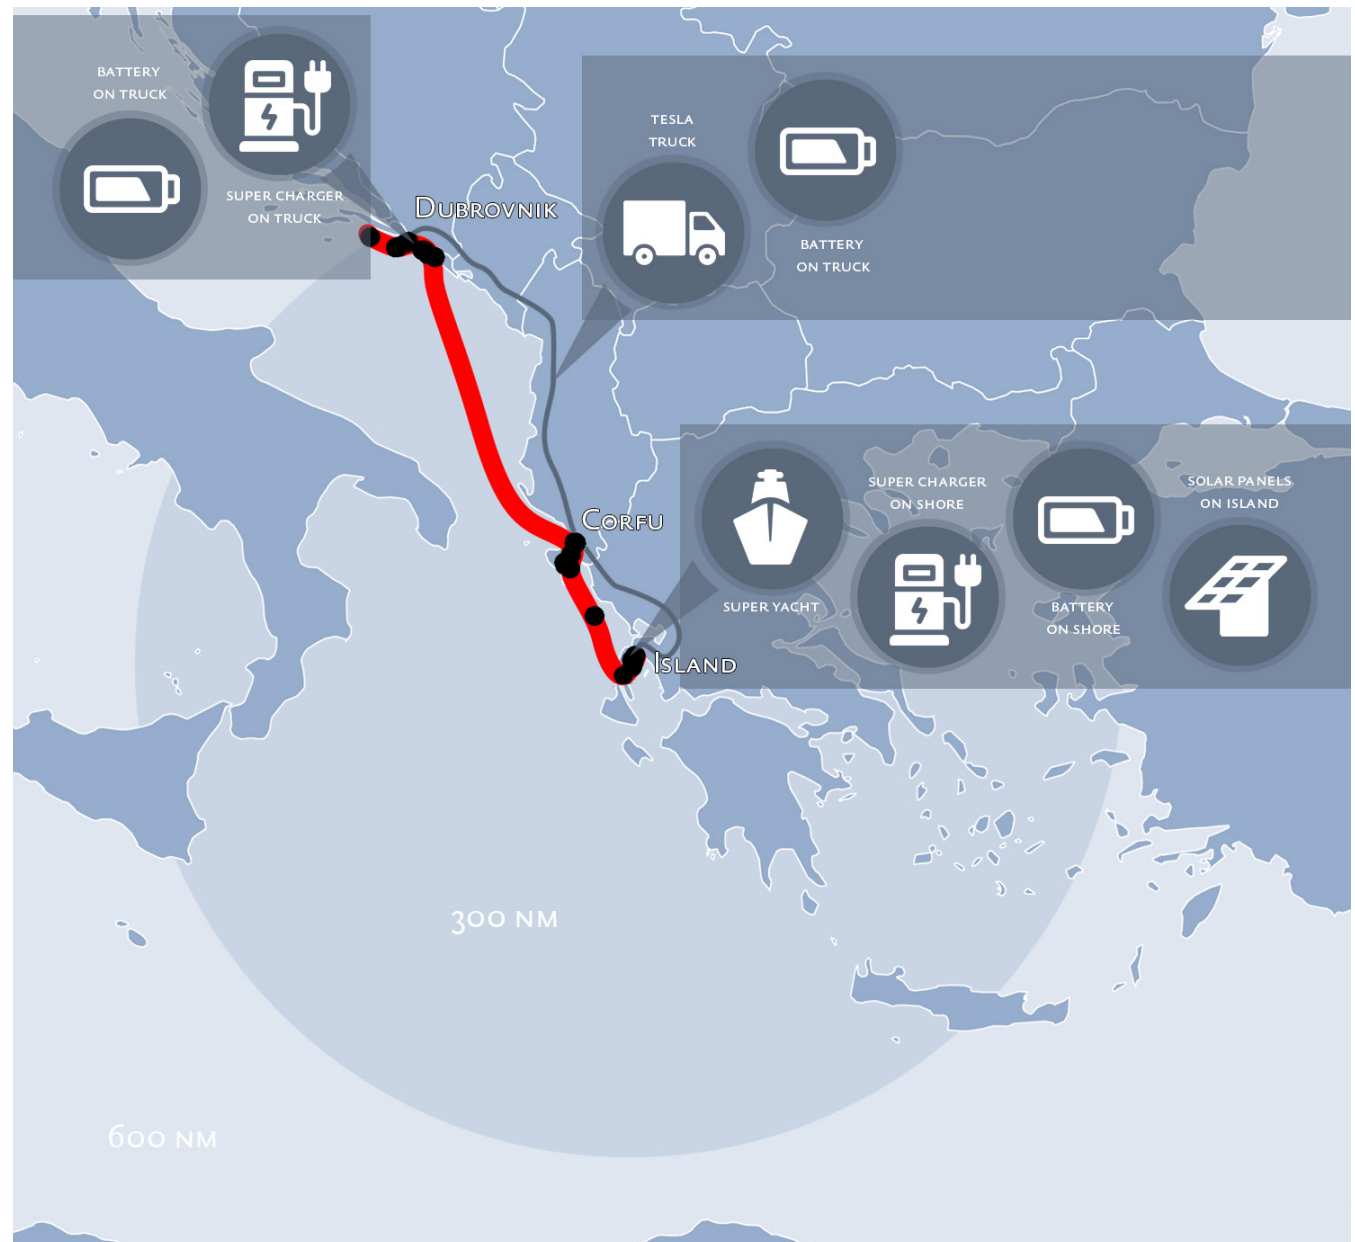 BATTERY
ON TRUCK
SUPER CHARGER
ON TRUCK
DUBROVNIK
TESLA
TRUCK
BATTERY
ON TRUCK
CORFU
SUPER YACHT
SUPER CHARGER
ON SHORE
BATTERY
ON SHORE
SOLAR PANELS
ON ISLAND
ISLAND
300 NM
600 NM